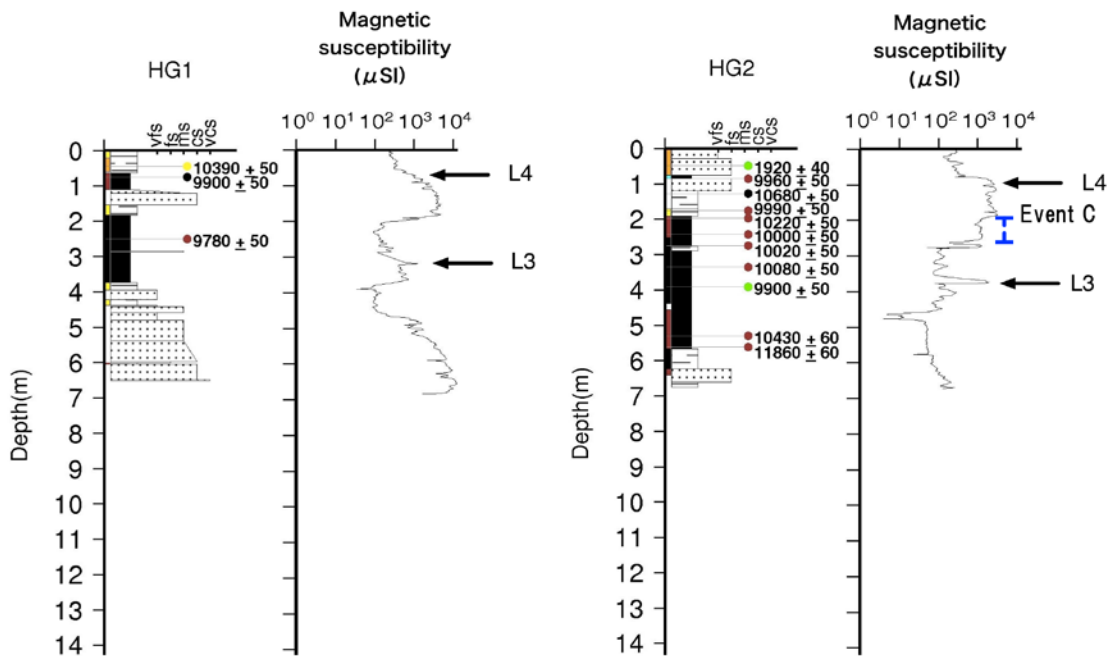 HG1
Magnetic
susceptibility
(μSI)
vfs
fs
ms
cs
vcs
10⁰ 10¹ 10² 10³ 10⁴
0
1
2
3
4
5
6
7
8
9
10
11
12
13
14
Depth(m)
10390 ± 50
9900 ± 50
9780 ± 50
L4
L3
HG2
Magnetic
susceptibility
(μSI)
vfs
fs
ms
cs
vcs
10⁰ 10¹ 10² 10³ 10⁴
0
1
2
3
4
5
6
7
8
9
10
11
12
13
14
Depth(m)
1920 ± 40
9960 ± 50
10680 ± 50
9990 ± 50
10220 ± 50
10000 ± 50
10020 ± 50
10080 ± 50
9900 ± 50
10430 ± 60
11860 ± 60
L4
Event C
L3